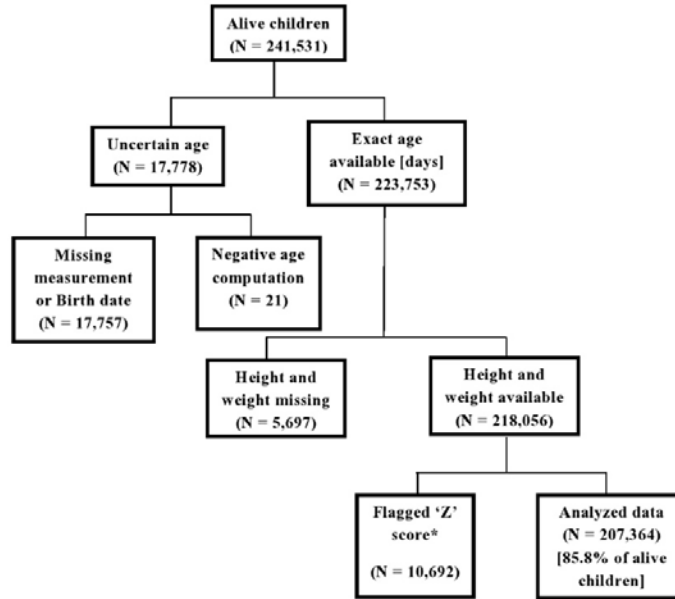 Alive children
(N = 241,531)
Uncertain age
(N = 17,778)
Exact age
available [days]
(N = 223,753)
Missing
measurement
or Birth date
(N = 17,757)
Negative age
computation
(N = 21)
Height and
weight missing
(N = 5,697)
Height and
weight available
(N = 218,056)
Flagged ‘Z’
score*
(N = 10,692)
Analyzed data
(N = 207,364)
[85.8% of alive
children]